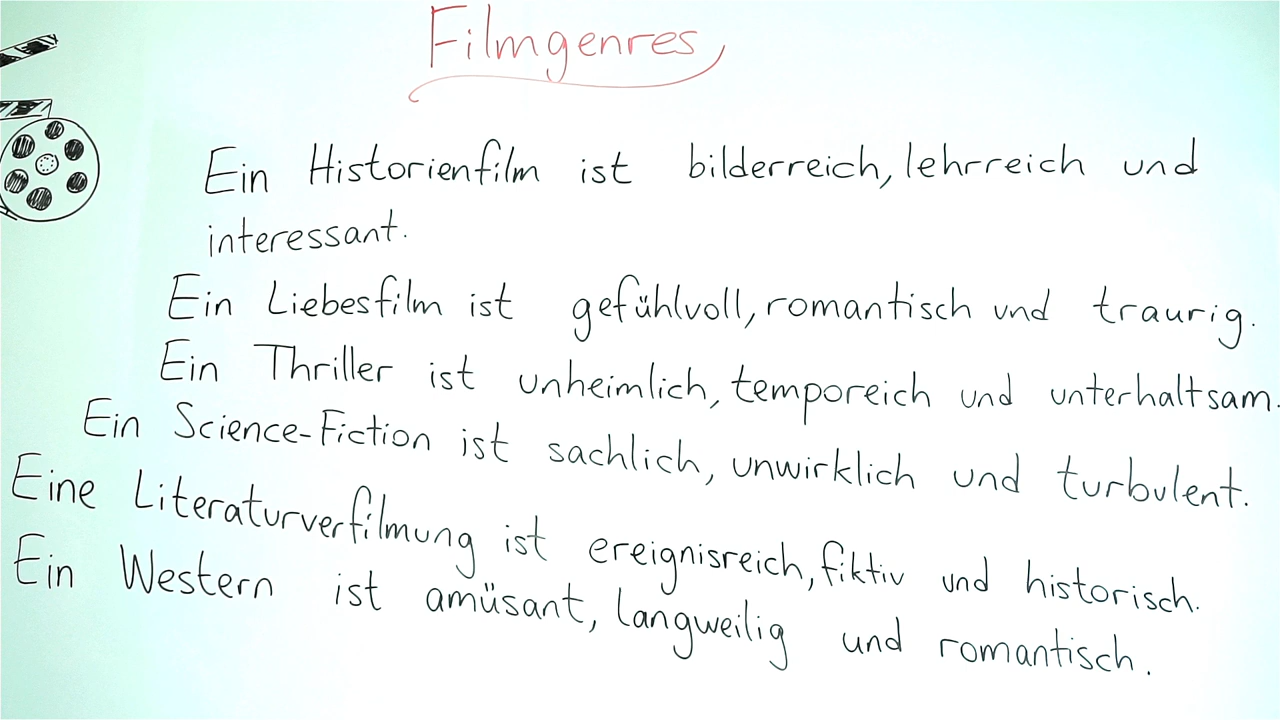 Filmgenres
Ein Historienfilm ist bilderreich, lehrreich und
interessant.
Ein Liebesfilm ist gefühlvoll, romantisch und traurig.
Ein Thriller ist unheimlich, temporeich und unterhaltsam.
Ein Science-Fiction ist sachlich, unwirklich und turbulent.
Eine Literaturverfilmung ist ereignisreich, fiktiv und historisch.
Ein Western ist amüsant, langweilig und romantisch.